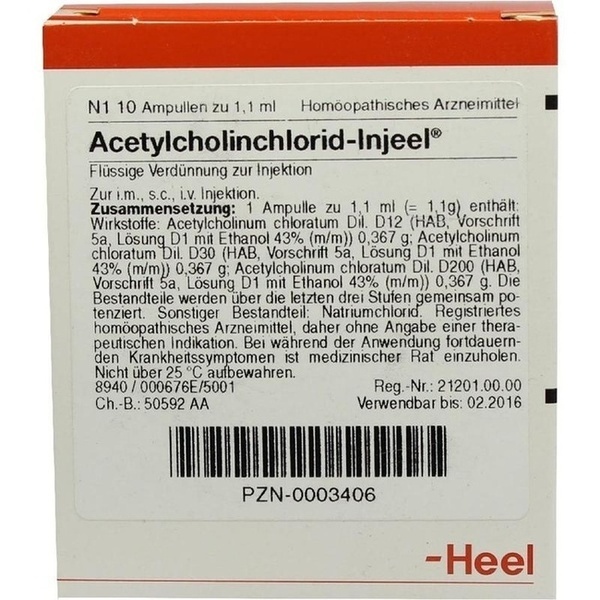 N1 10 Ampullen zu 1,1 ml Homöopathisches Arzneimittel
Acetylcholinchlorid-Injeel®
Flüssige Verdünnung zur Injektion
Zur i.m., s.c., i.v. Injektion.
Zusammensetzung: 1 Ampulle zu 1,1 ml (= 1,1g) enthält:
Wirkstoffe: Acetylcholinum chloratum Dil. D12 (HAB, Vorschrift
5a, Lösung D1 mit Ethanol 43% (m/m)) 0,367 g; Acetylcholinum
chloratum Dil. D30 (HAB, Vorschrift 5a, Lösung D1 mit Ethanol
43% (m/m)) 0,367 g; Acetylcholinum chloratum Dil. D200 (HAB,
Vorschrift 5a, Lösung D1 mit Ethanol 43% (m/m)) 0,367 g. Die
Bestandteile werden über die letzten drei Stufen gemeinsam po-
tenziert. Sonstiger Bestandteil: Natriumchlorid. Registriertes
homöopathisches Arzneimittel, daher ohne Angabe einer thera-
peutischen Indikation. Bei während der Anwendung fortdauern-
den Krankheitssymptomen ist medizinischer Rat einzuholen.
Nicht über 25 °C aufbewahren.
8940 / 000676E/5001 Reg.-Nr.: 21201.00.00
Ch.-B.: 50592 AA Verwendbar bis: 02.2016
PZN-0003406
-Heel